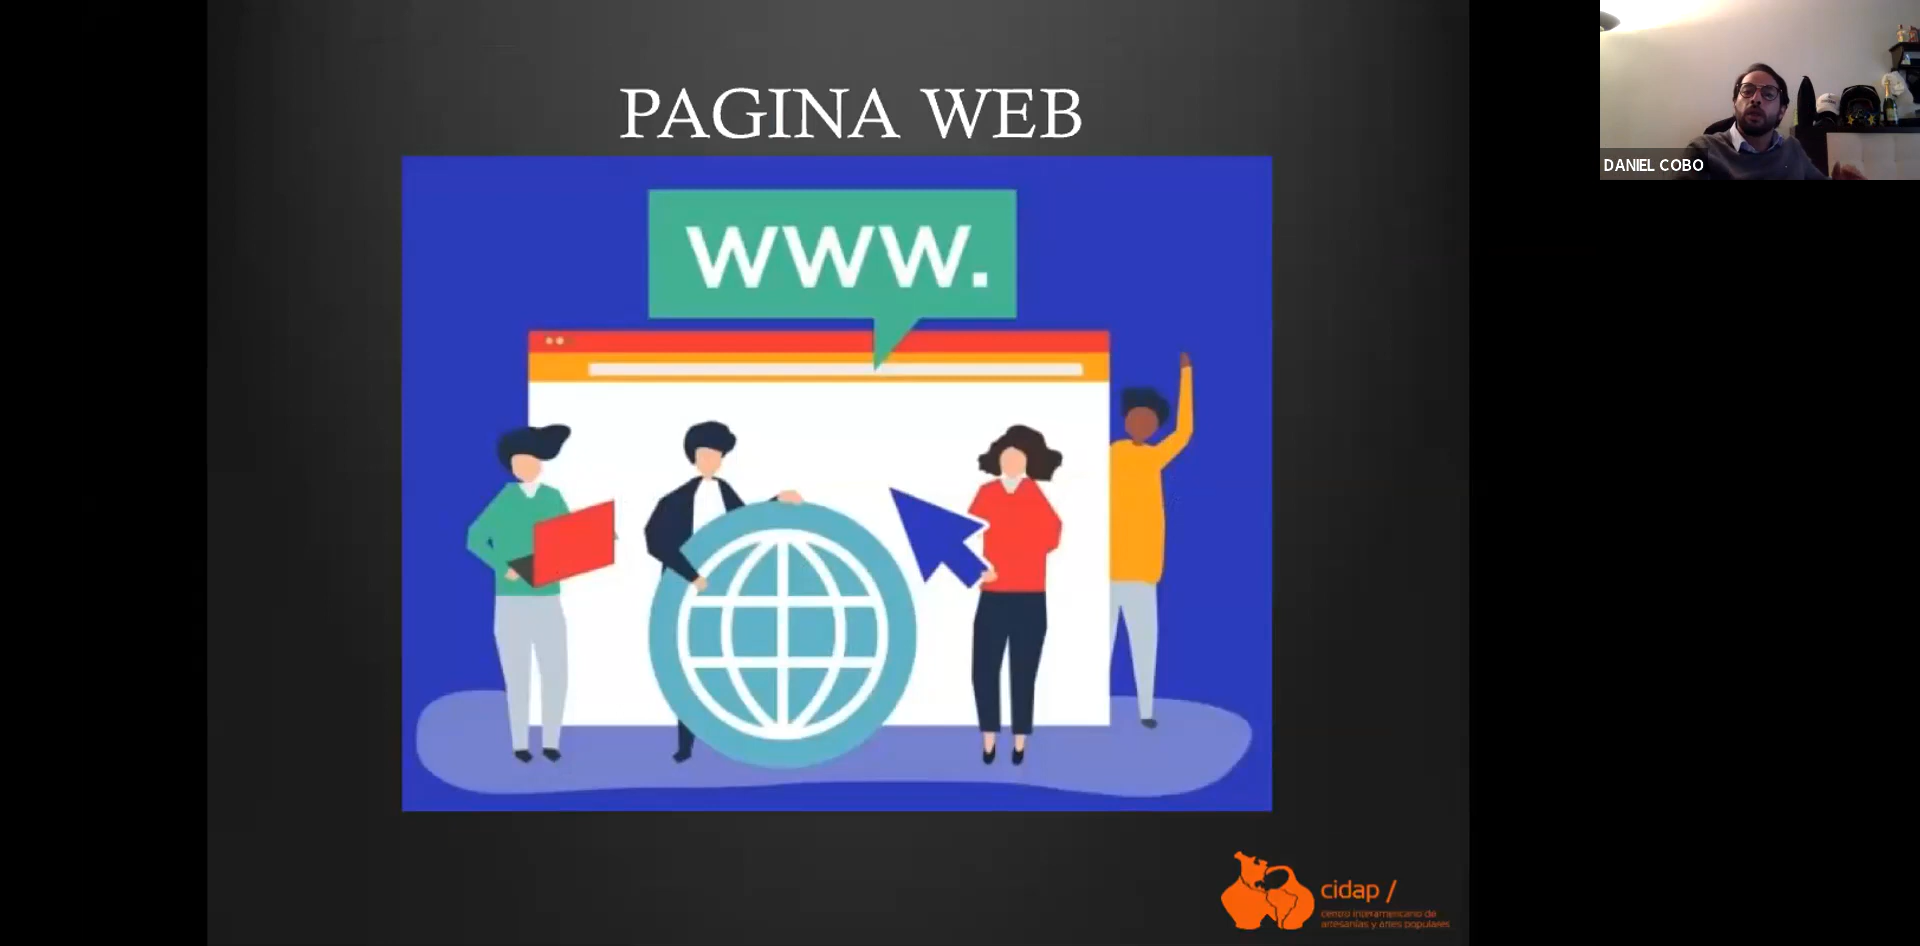 PAGINA WEB
www.
DANIEL COBO
cidap /
centro interamericano de
artesanías y artes populares